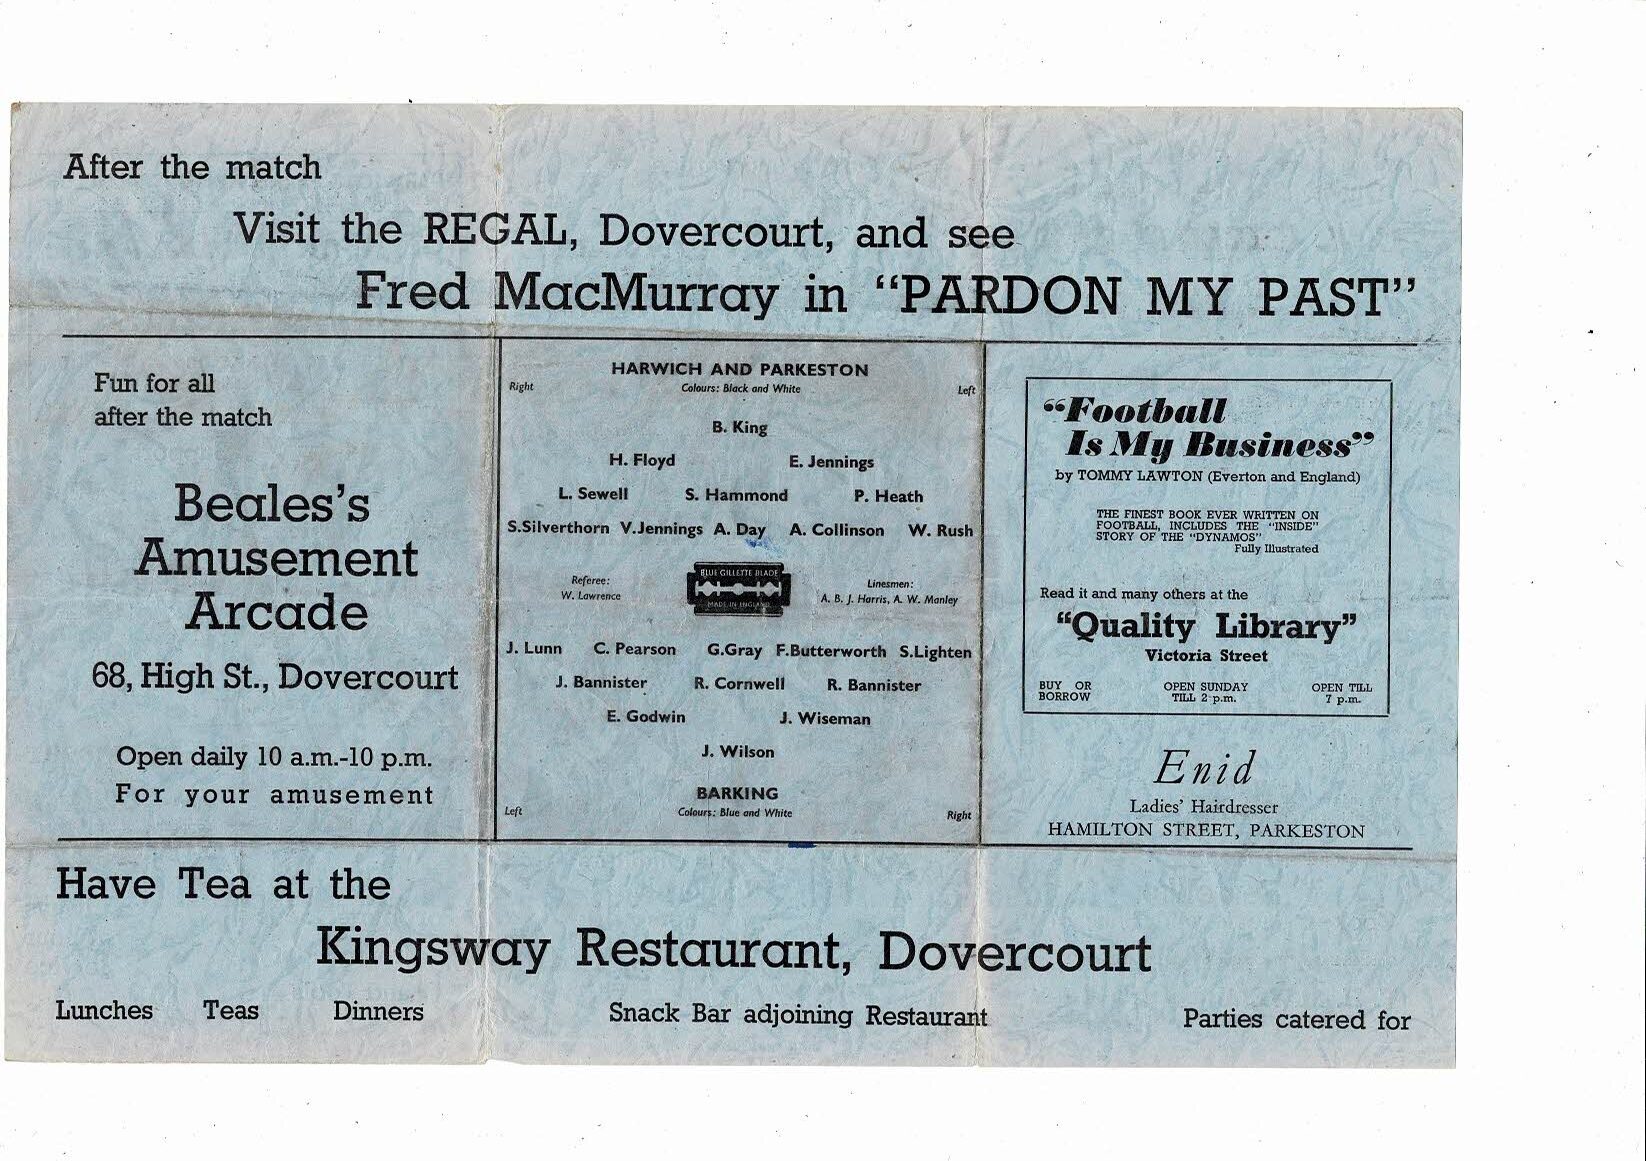 After the match
Visit the REGAL, Dovercourt, and see
Fred MacMurray in “PARDON MY PAST”
Fun for all
after the match
Beales's
Amusement
Arcade
68, High St., Dovercourt
Open daily 10 a.m.-10 p.m.
For your amusement
HARWICH AND PARKESTON
Right Colours: Black and White Left
B. King
H. Floyd E. Jennings
L. Sewell S. Hammond P. Heath
S.Silverthorn V.Jennings A. Day A. Collinson W. Rush
Referee:
W. Lawrence
BLUE GILLETTE BLADE
MADE IN ENGLAND
Linesmen:
A. B. J. Harris, A. W. Manley
J. Lunn C. Pearson G.Gray F.Butterworth S.Lighten
J. Bannister R. Cornwell R. Bannister
E. Godwin J. Wiseman
J. Wilson
BARKING
Left Colours: Blue and White Right
“Football
Is My Business”
by TOMMY LAWTON (Everton and England)
THE FINEST BOOK EVER WRITTEN ON
FOOTBALL, INCLUDES THE “INSIDE”
STORY OF THE “DYNAMOS”
Fully Illustrated
Read it and many others at the
“Quality Library”
Victoria Street
BUY OR
BORROW
OPEN SUNDAY
TILL 2 p.m.
OPEN TILL
7 p.m.
Enid
Ladies' Hairdresser
HAMILTON STREET, PARKESTON
Have Tea at the
Kingsway Restaurant, Dovercourt
Lunches Teas Dinners Snack Bar adjoining Restaurant Parties catered for